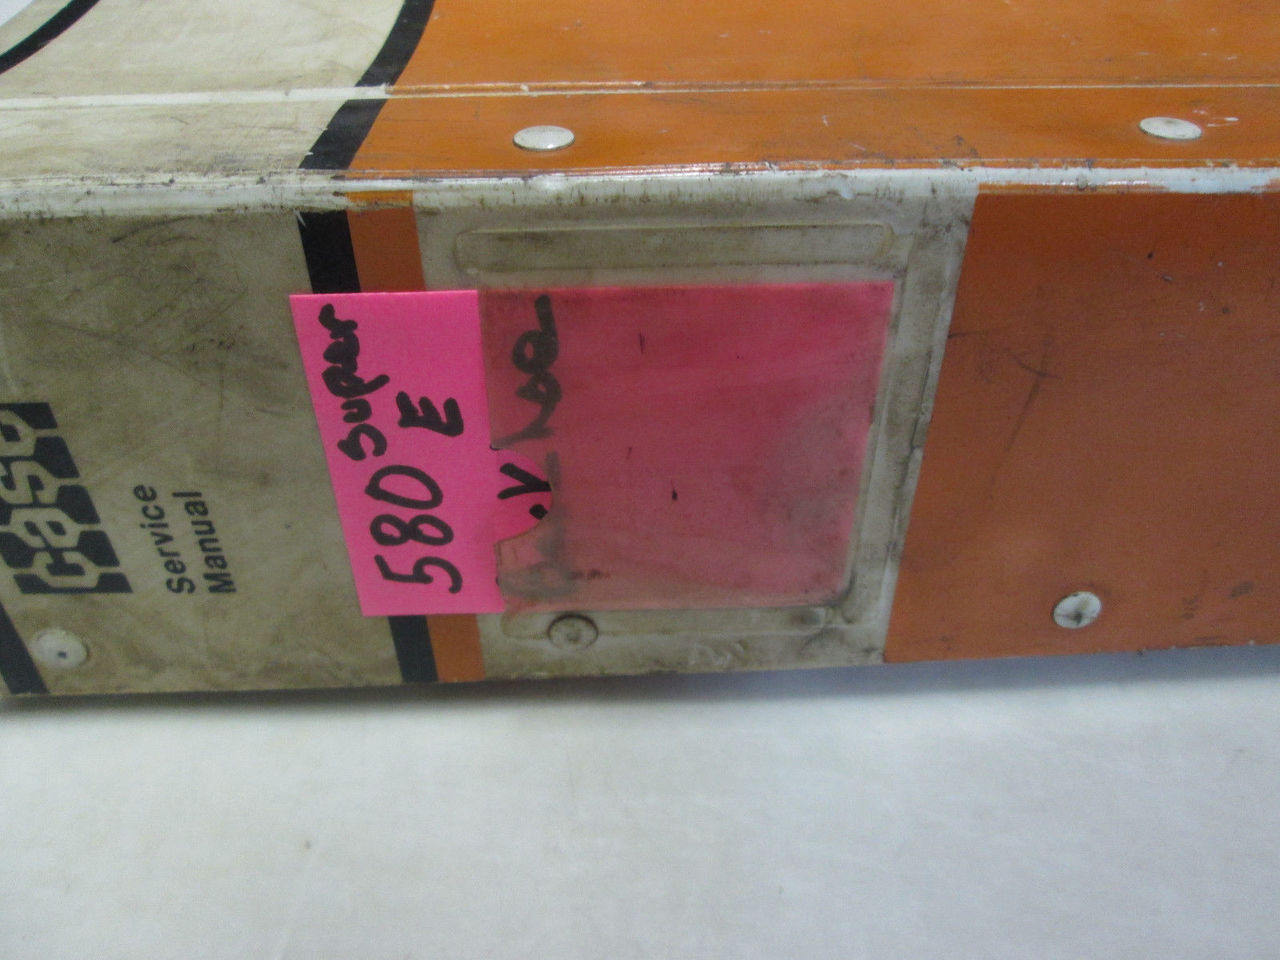 case
Service
Manual
580 Super
E